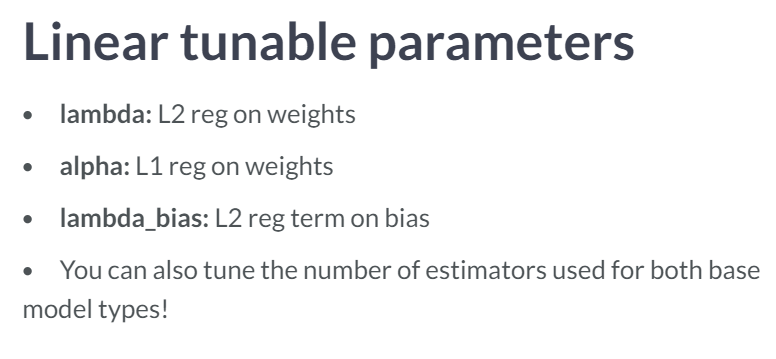 Linear tunable parameters
• lambda: L2 reg on weights
• alpha: L1 reg on weights
• lambda_bias: L2 reg term on bias
• You can also tune the number of estimators used for both base
model types!